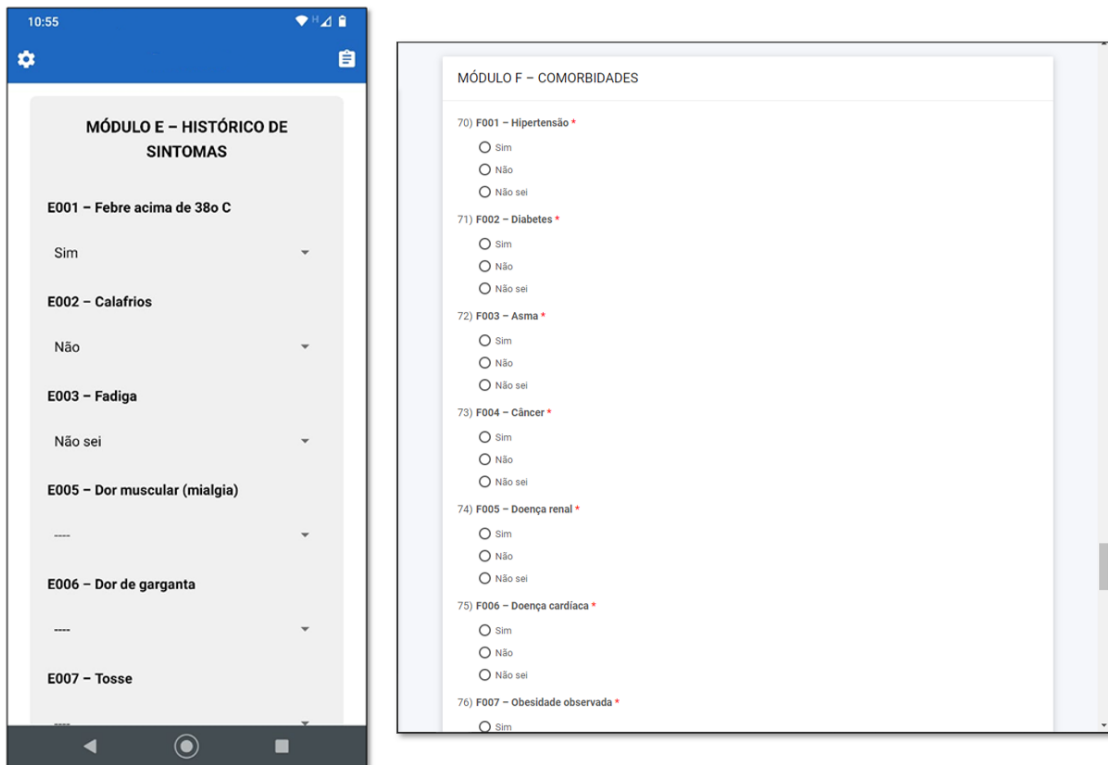 10:55
H
MÓDULO E – HISTÓRICO DE
SINTOMAS
E001 – Febre acima de 38o C
Sim
E002 – Calafrios
Não
E003 – Fadiga
Não sei
E005 – Dor muscular (mialgia)
----
E006 – Dor de garganta
----
E007 – Tosse
----
MÓDULO F – COMORBIDADES
70) F001 – Hipertensão *
Sim
Não
Não sei
71) F002 – Diabetes *
Sim
Não
Não sei
72) F003 – Asma *
Sim
Não
Não sei
73) F004 – Câncer *
Sim
Não
Não sei
74) F005 – Doença renal *
Sim
Não
Não sei
75) F006 – Doença cardíaca *
Sim
Não
Não sei
76) F007 – Obesidade observada *
Sim